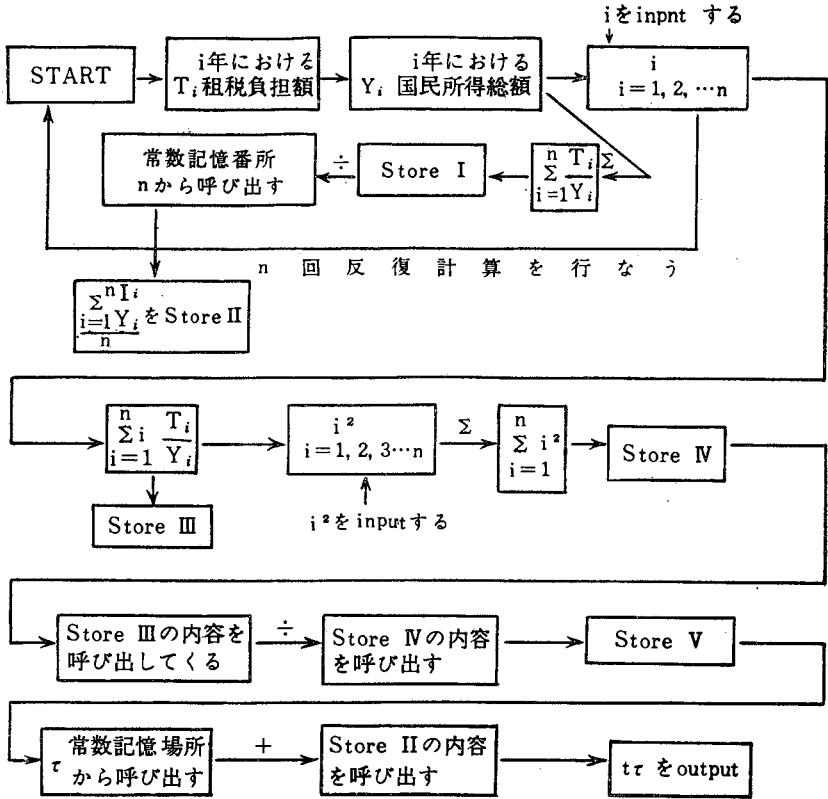 iをinpnt する
START
i年における
Ti租税負担額
i年における
Yi 国民所得総額
i
i＝1, 2, …n
常数記憶番所
nから呼び出す
÷
Store Ⅰ
n Ti
Σ
i＝1Yi
Σ
n 回 反 復 計 算 を 行 な う
Σ n Ii
i＝1 Yi をStore Ⅱ
n
n Ti
Σi
i＝1 Yi
i²
i＝1, 2, 3…n
Σ
n
Σ i²
i＝1
Store Ⅳ
Store Ⅲ
i²をinputする
Store Ⅲの内容を
呼び出してくる
÷
Store Ⅳの内容
を呼び出す
Store Ⅴ
τ 常数記憶場所
から呼び出す
＋
Store Ⅱの内容
を呼び出す
tτ をoutput